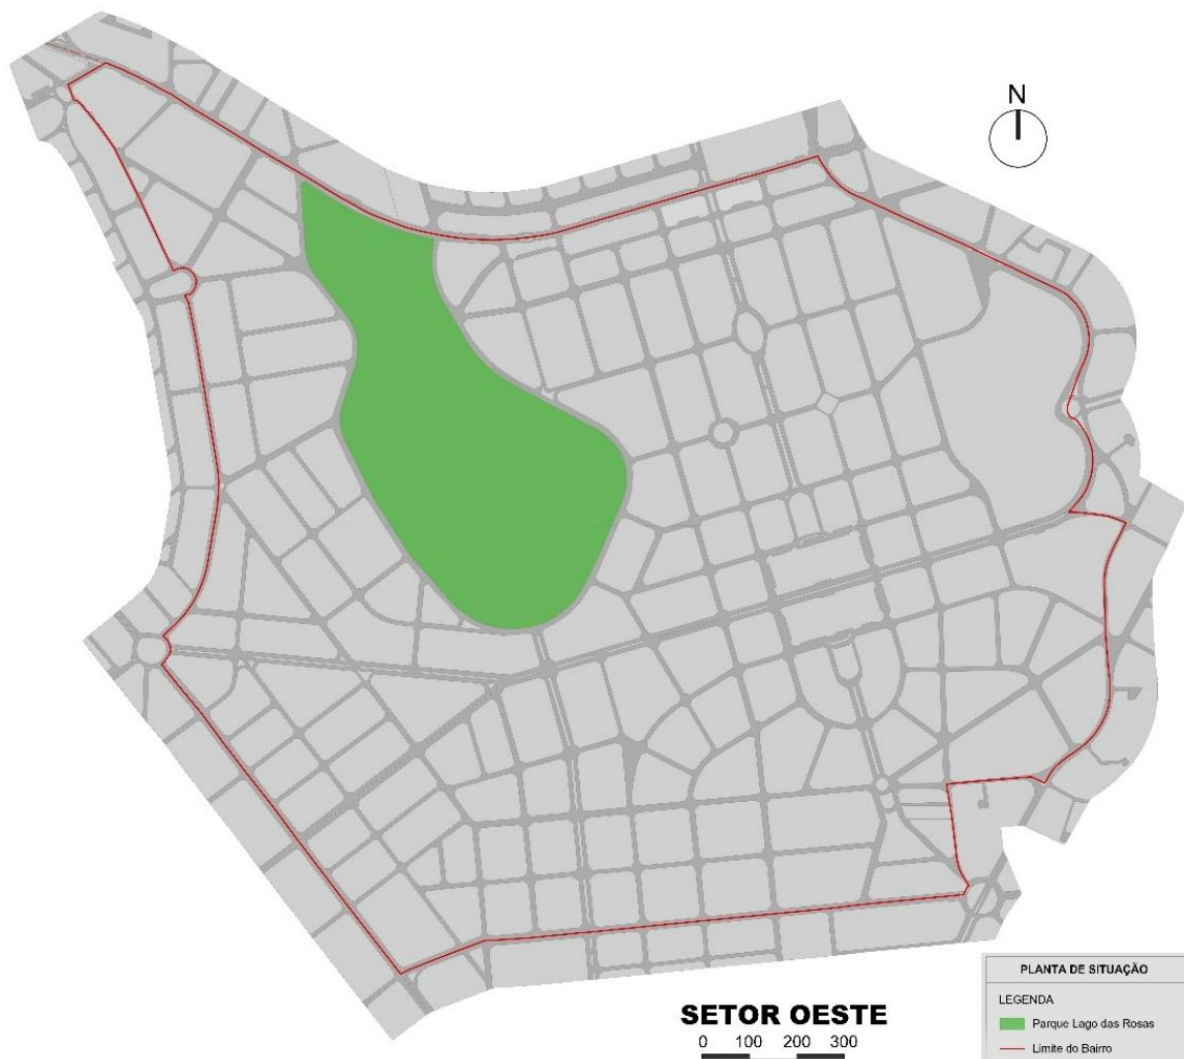 N
SETOR OESTE
0 100 200 300
PLANTA DE SITUAÇÃO
LEGENDA
Parque Lago das Rosas
Limite do Bairro